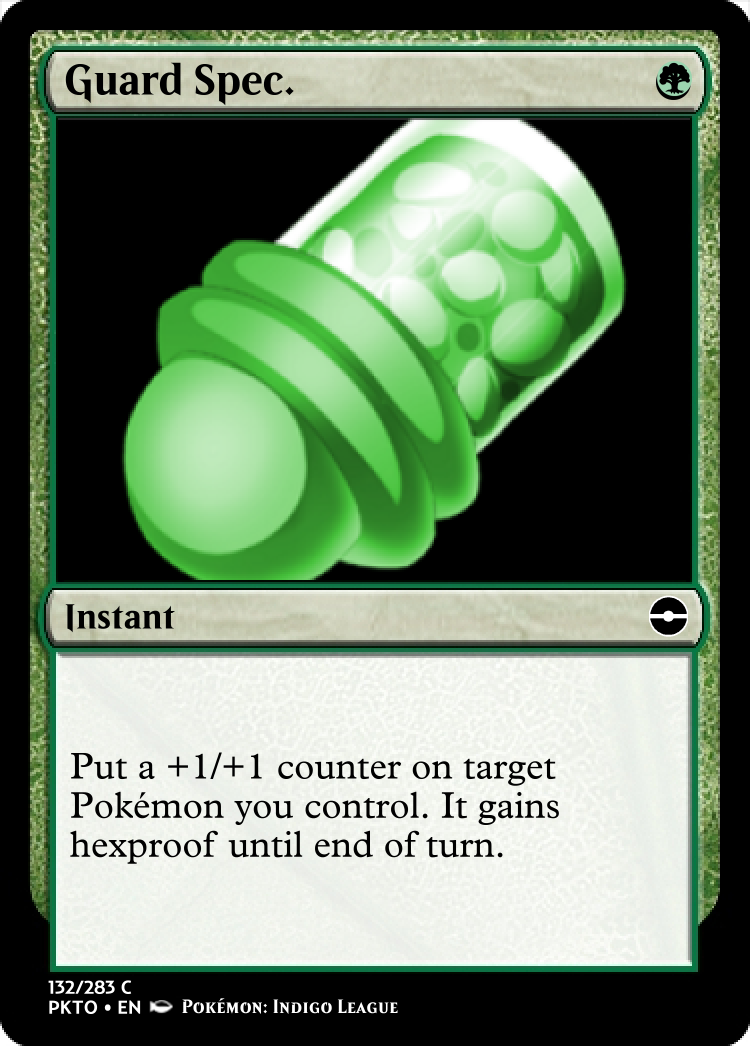 Guard Spec.
Instant
Put a +1/+1 counter on target
Pokémon you control. It gains
hexproof until end of turn.
132/283 C
PKTO • EN Pokémon: Indigo League